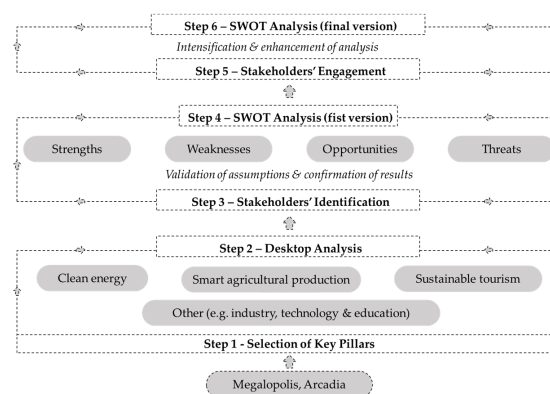 Step 6 – SWOT Analysis (final version)
Intensification & enhancement of analysis
Step 5 – Stakeholders’ Engagement
Step 4 – SWOT Analysis (fist version)
Strengths
Weaknesses
Opportunities
Threats
Validation of assumptions & confirmation of results
Step 3 – Stakeholders’ Identification
Step 2 – Desktop Analysis
Clean energy
Smart agricultural production
Sustainable tourism
Other (e.g. industry, technology & education)
Step 1 - Selection of Key Pillars
Megalopolis, Arcadia